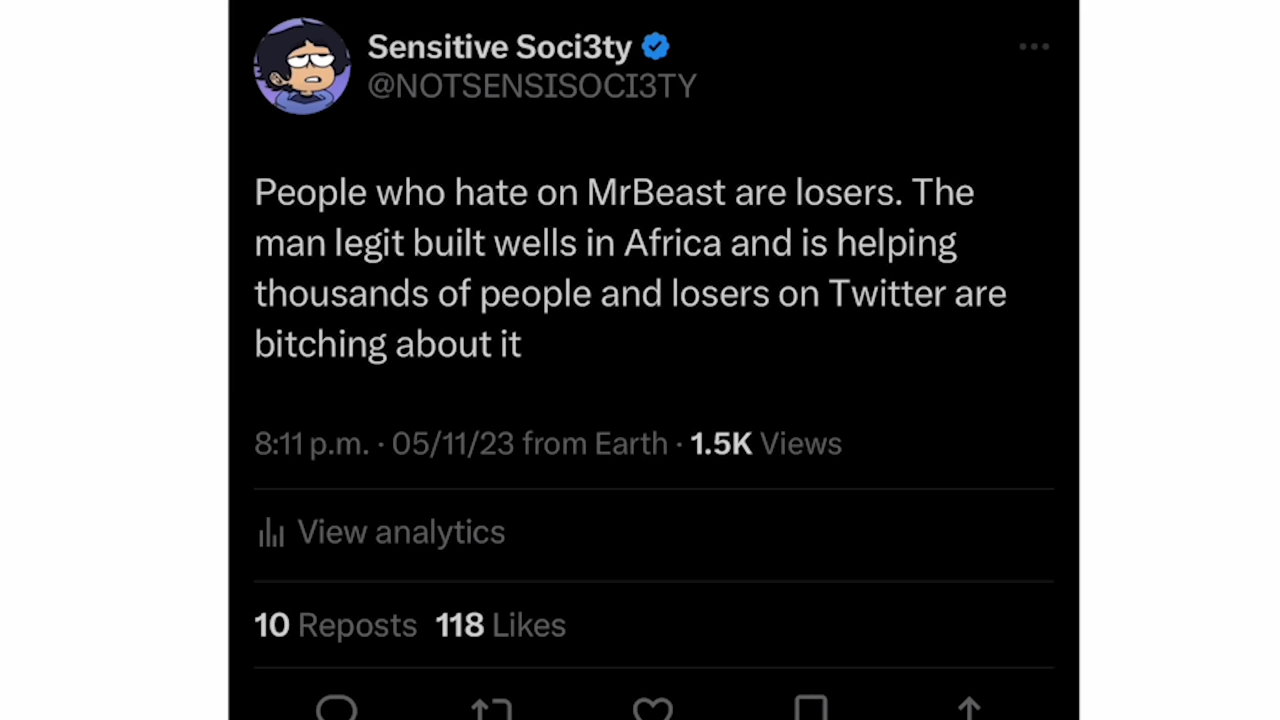 Sensitive Soci3ty
@NOTSENSISOCI3TY
People who hate on MrBeast are losers. The
man legit built wells in Africa and is helping
thousands of people and losers on Twitter are
bitching about it
8:11 p.m. · 05/11/23 from Earth · 1.5K Views
View analytics
10 Reposts 118 Likes